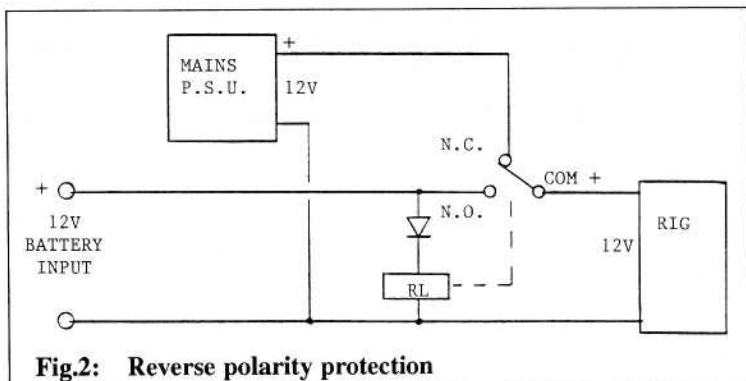 +
MAINS
P.S.U.
12V
N.C.
COM +
+
N.O.
12V
BATTERY
INPUT
12V
RIG
RL
Fig.2: Reverse polarity protection